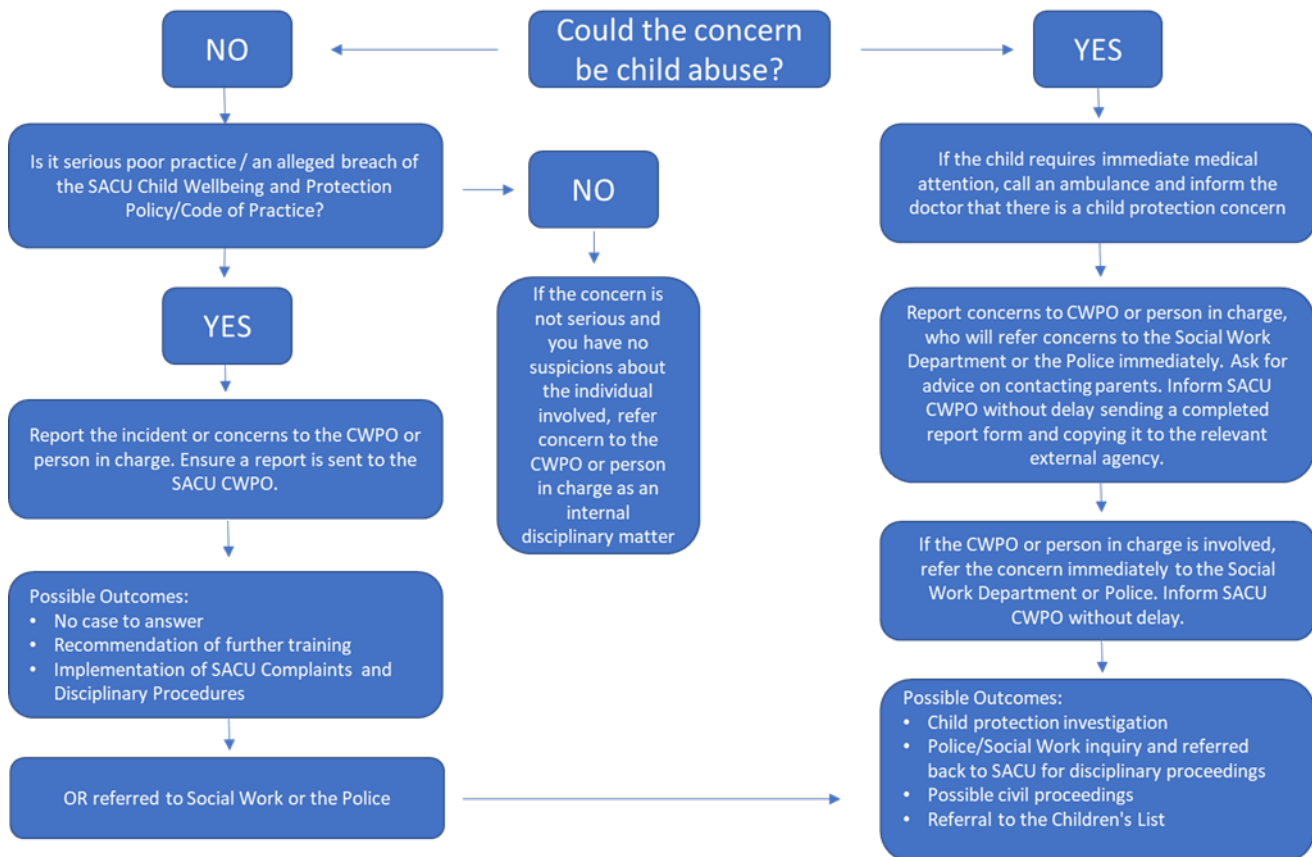 Could the concern
be child abuse?
NO
YES
Is it serious poor practice / an alleged breach of
the SACU Child Wellbeing and Protection
Policy/Code of Practice?
NO
If the concern is
not serious and
you have no
suspicions about
the individual
involved, refer
concern to the
CWPO or person
in charge as an
internal
disciplinary matter
YES
Report the incident or concerns to the CWPO or
person in charge. Ensure a report is sent to the
SACU CWPO.
Possible Outcomes:
• No case to answer
• Recommendation of further training
• Implementation of SACU Complaints and
Disciplinary Procedures
OR referred to Social Work or the Police
If the child requires immediate medical
attention, call an ambulance and inform the
doctor that there is a child protection concern
Report concerns to CWPO or person in charge,
who will refer concerns to the Social Work
Department or the Police immediately. Ask for
advice on contacting parents. Inform SACU
CWPO without delay sending a completed
report form and copying it to the relevant
external agency.
If the CWPO or person in charge is involved,
refer the concern immediately to the Social
Work Department or Police. Inform SACU
CWPO without delay.
Possible Outcomes:
• Child protection investigation
• Police/Social Work inquiry and referred
back to SACU for disciplinary proceedings
• Possible civil proceedings
• Referral to the Children's List